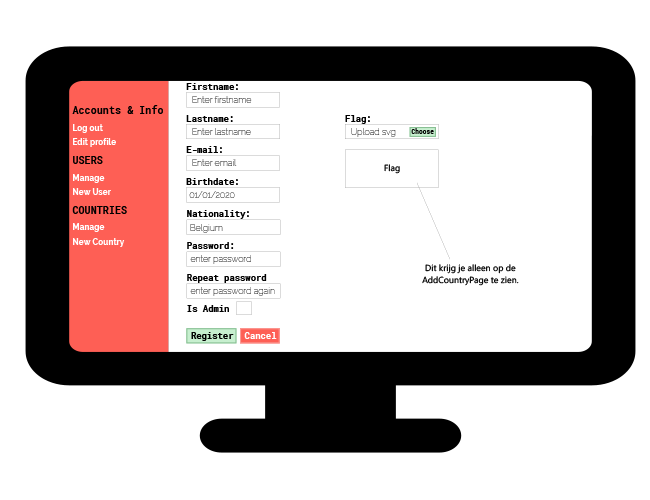 Accounts & Info
Log out
Edit profile
USERS
Manage
New User
COUNTRIES
Manage
New Country
Firstname:
Enter firstname
Lastname:
Enter lastname
E-mail:
Enter email
Birthdate:
01/01/2020
Nationality:
Belgium
Password:
enter password
Repeat password
enter password again
Is Admin
Register Cancel
Flag:
Upload svg Choose
Flag
Dit krijg je alleen op de
AddCountryPage te zien.